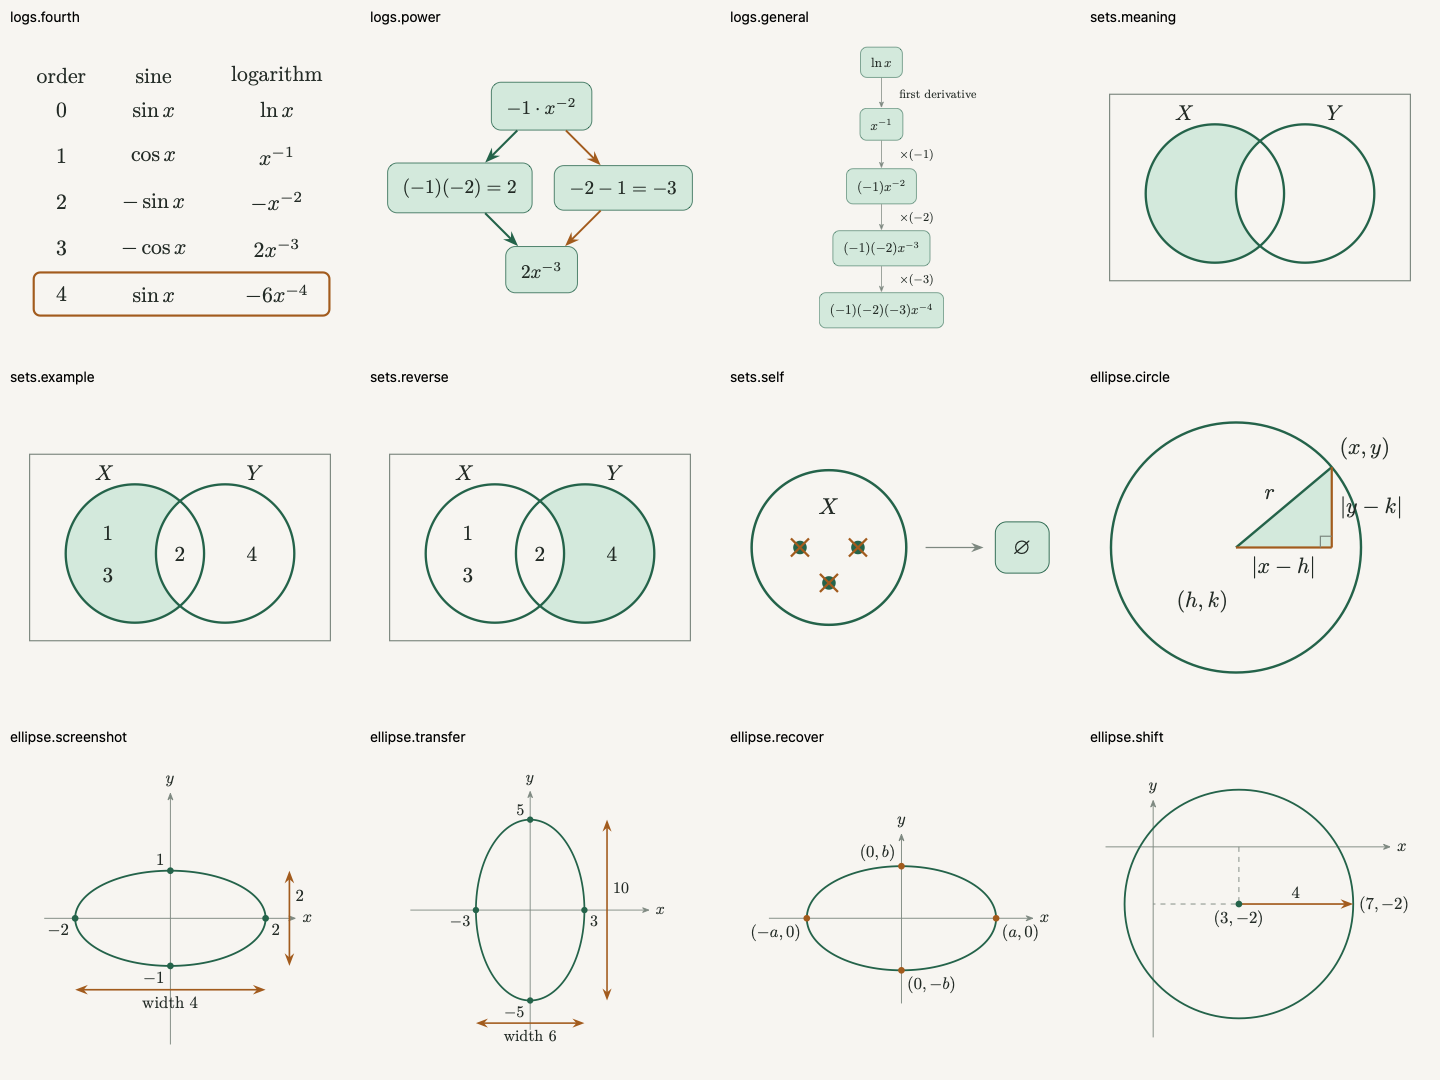 logs.fourth
order sine logarithm
0 sin x ln x
1 cos x x⁻¹
2 −sin x −x⁻²
3 −cos x 2x⁻³
4 sin x −6x⁻⁴
logs.power
−1 · x⁻²
(−1)(−2) = 2
−2 − 1 = −3
2x⁻³
logs.general
ln x
first derivative
x⁻¹
×(−1)
(−1)x⁻²
×(−2)
(−1)(−2)x⁻³
×(−3)
(−1)(−2)(−3)x⁻⁴
sets.meaning
X
Y
sets.example
X
Y
1
3
2
4
sets.reverse
X
Y
1
3
2
4
sets.self
X
∅
ellipse.circle
(x, y)
r
|y − k|
|x − h|
(h, k)
ellipse.screenshot
y
1
2
x
−2
2
−1
width 4
ellipse.transfer
y
5
10
x
−3
3
−5
width 6
ellipse.recover
y
(0, b)
x
(−a, 0)
(a, 0)
(0, −b)
ellipse.shift
y
x
4
(7, −2)
(3, −2)